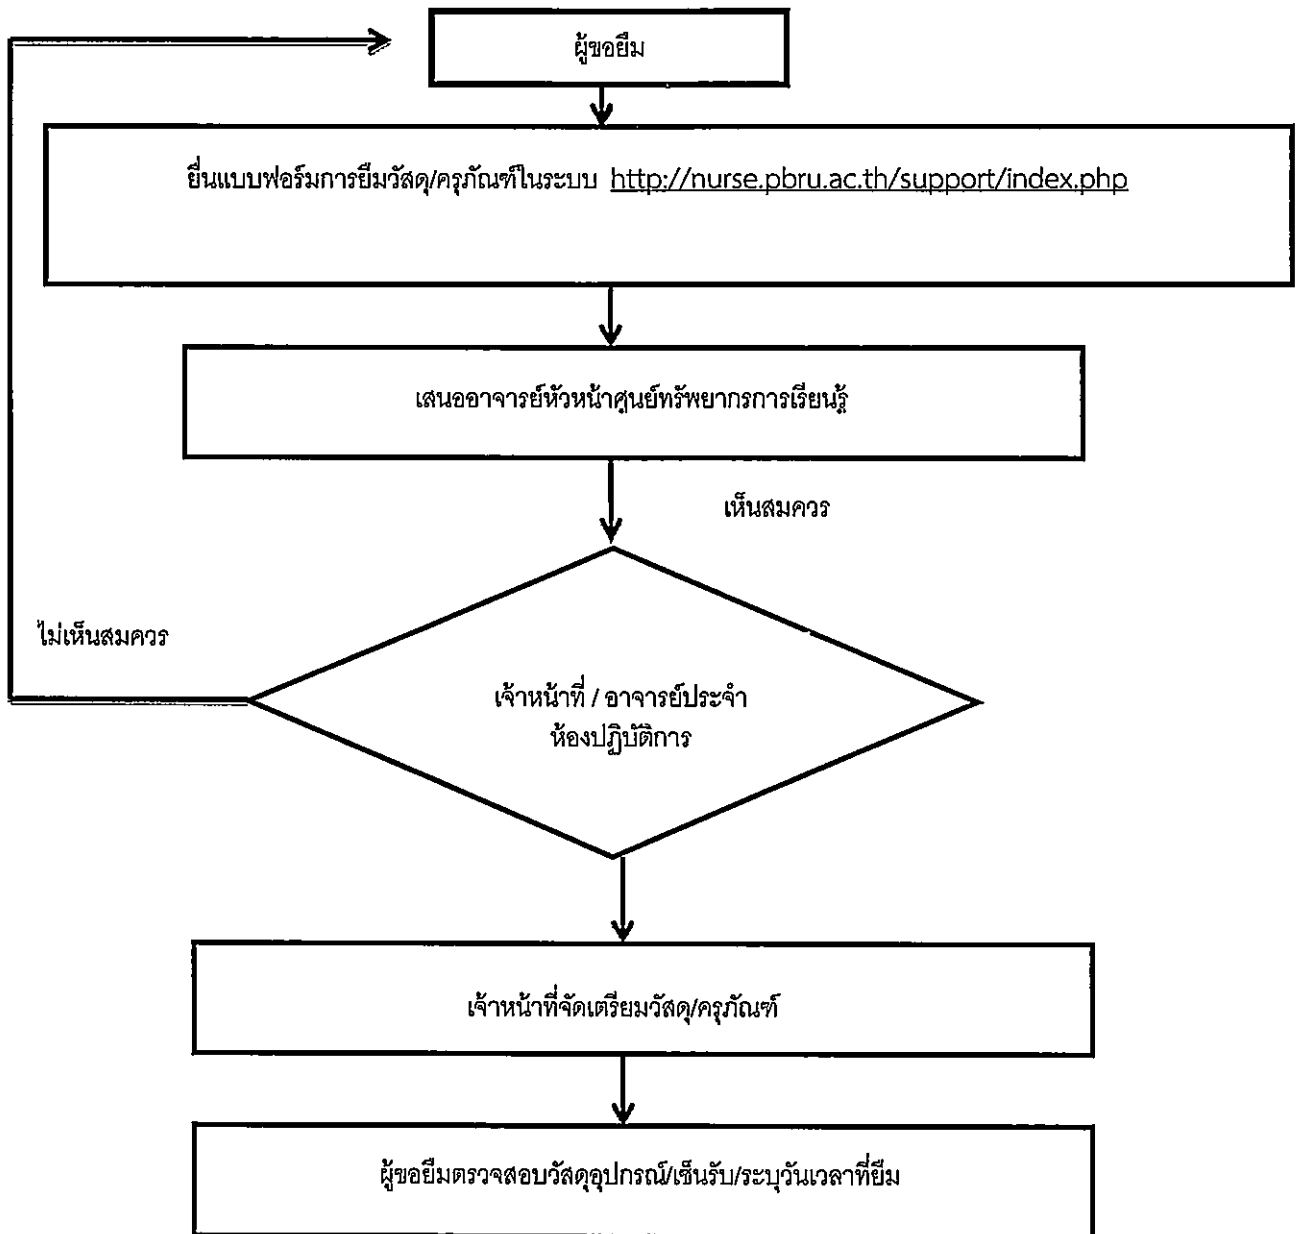 ผู้ขอยืม
ยื่นแบบฟอร์มการยืมวัสดุ/ครุภัณฑ์ในระบบ http://nurse.pbru.ac.th/support/index.php
เสนออาจารย์หัวหน้าศูนย์ทรัพยากรการเรียนรู้
เห็นสมควร
ไม่เห็นสมควร
เจ้าหน้าที่ / อาจารย์ประจำ
ห้องปฏิบัติการ
เจ้าหน้าที่จัดเตรียมวัสดุ/ครุภัณฑ์
ผู้ขอยืมตรวจสอบวัสดุอุปกรณ์/เซ็นรับ/ระบุวันเวลาที่ยืม